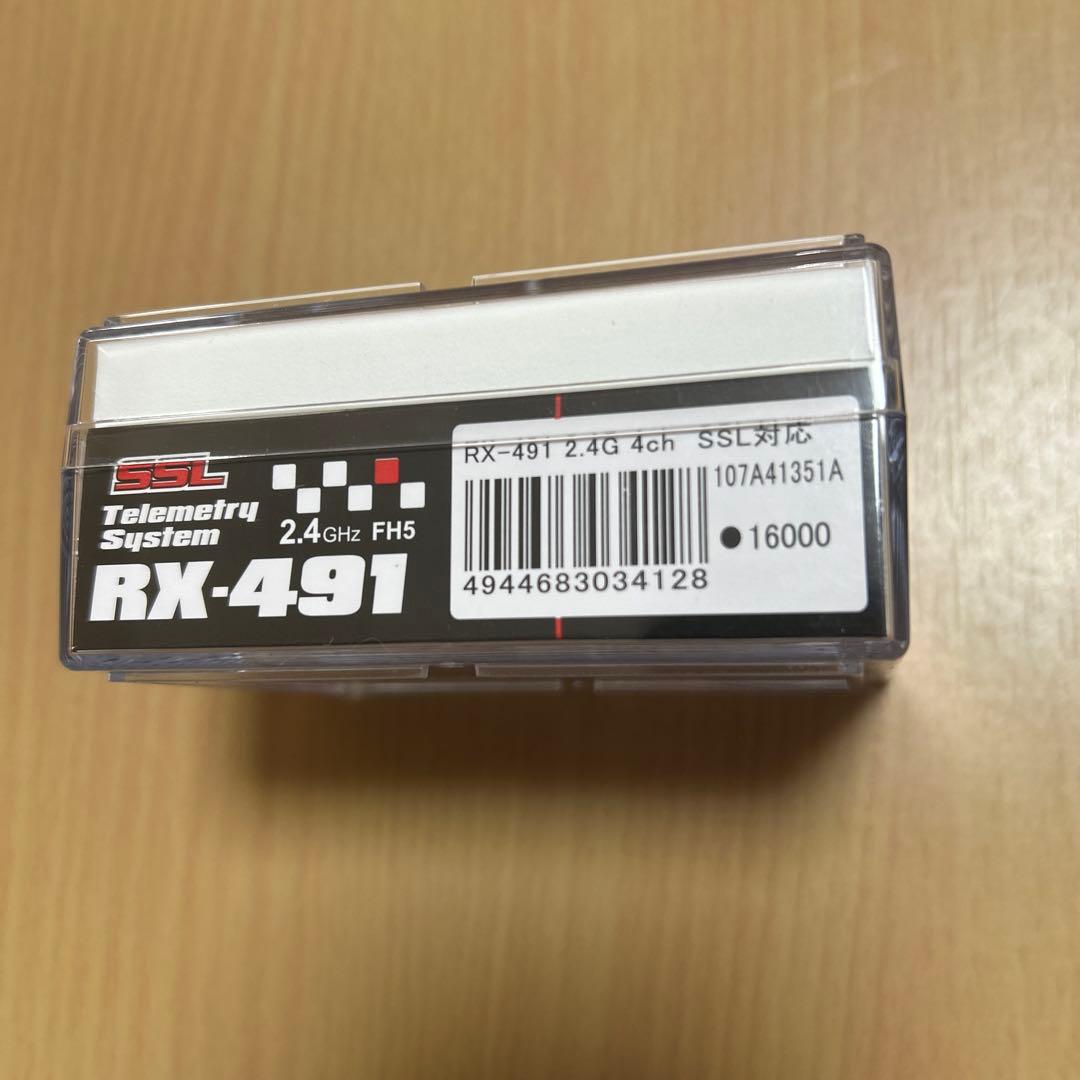 SSL
Telemetry
System
2.4GHz FH5
RX-491
RX-491 2.4G 4ch SSL対応
107A41351A
●16000
4944683034128